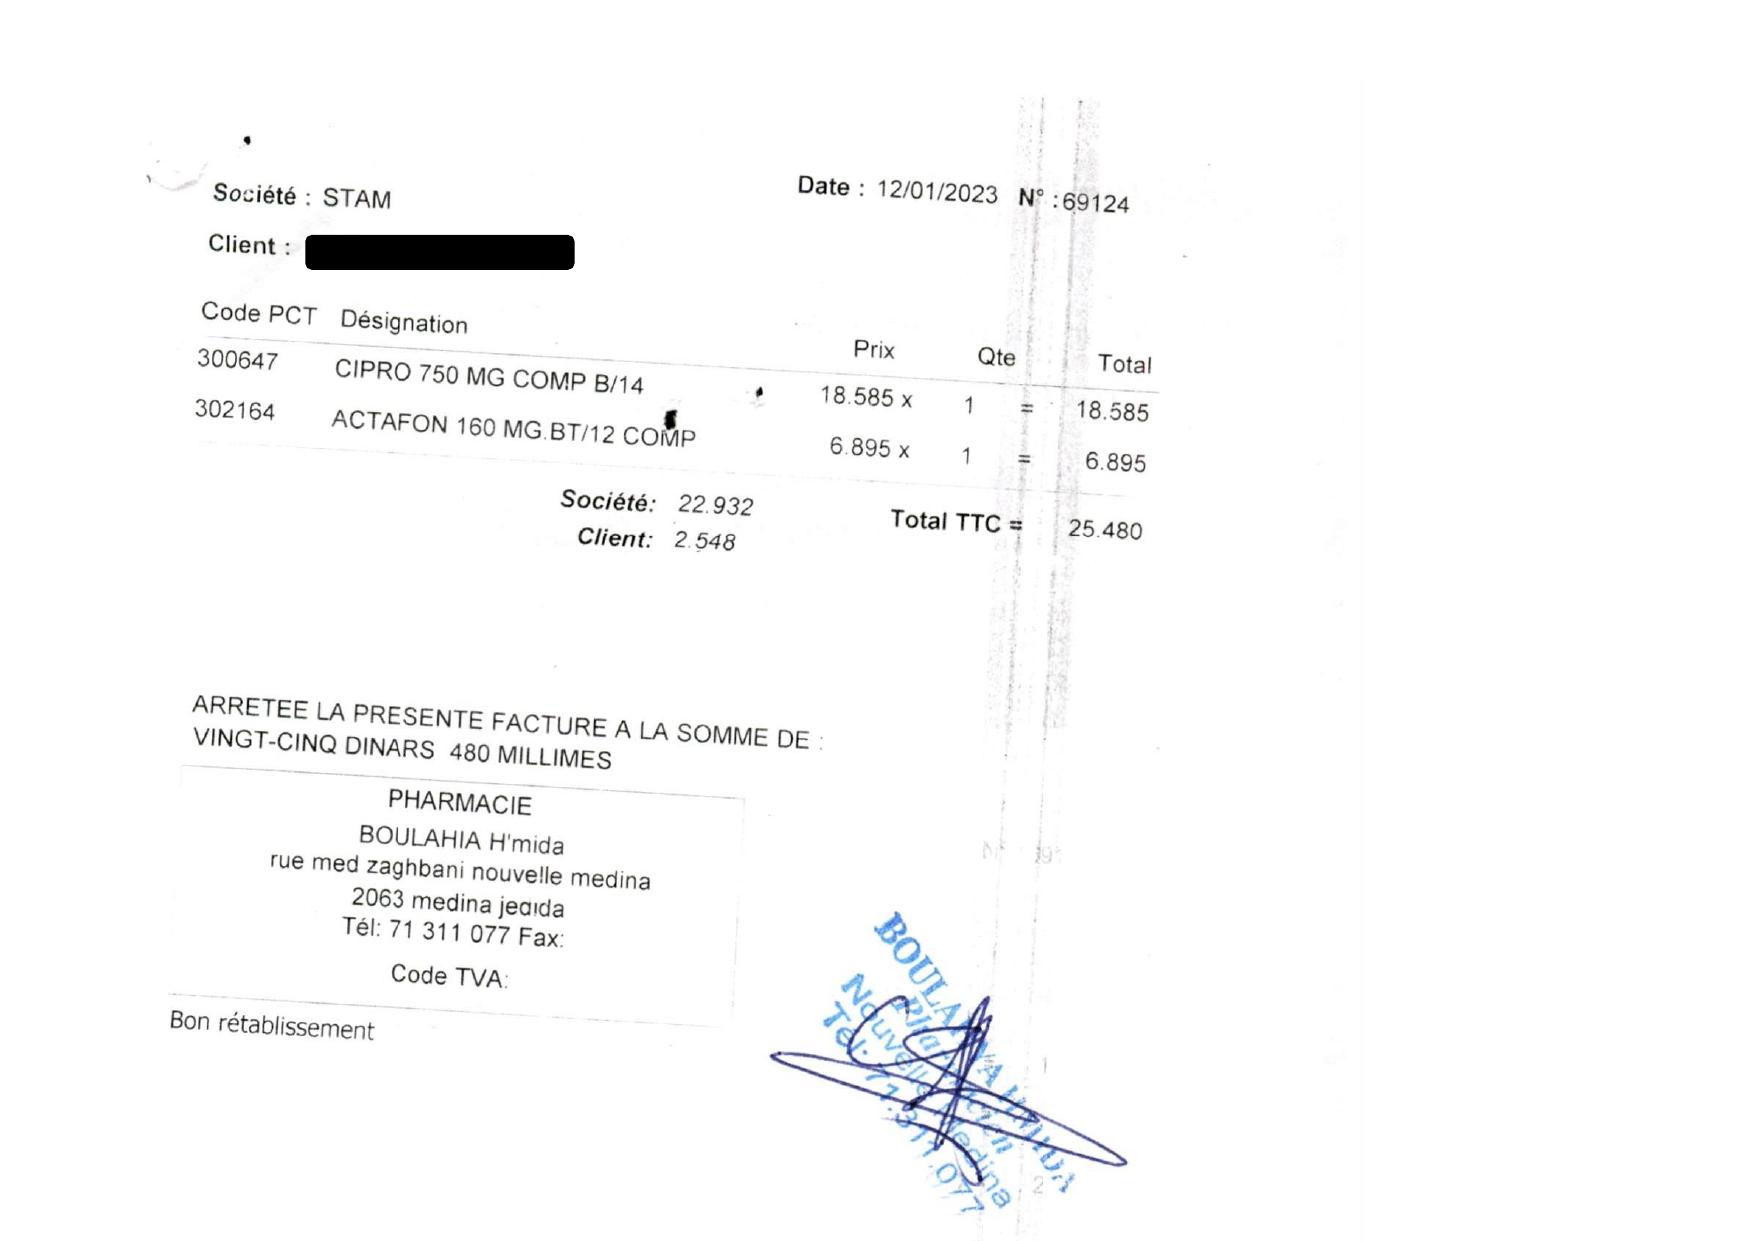 Société : STAM
Date : 12/01/2023 N° :69124
Client :
Code PCT Désignation Prix Qte Total
300647 CIPRO 750 MG COMP B/14 18.585 x 1 = 18.585
302164 ACTAFON 160 MG.BT/12 COMP 6.895 x 1 = 6.895
Société: 22.932 Total TTC = 25.480
Client: 2.548
ARRETEE LA PRESENTE FACTURE A LA SOMME DE :
VINGT-CINQ DINARS 480 MILLIMES
PHARMACIE
BOULAHIA H'mida
rue med zaghbani nouvelle medina
2063 medina jedida
Tél: 71 311 077 Fax:
Code TVA:
Bon rétablissement
BOULAHYA HMIDA
Pharmacien
Nouvelle Medina
Tél: 71.311.077